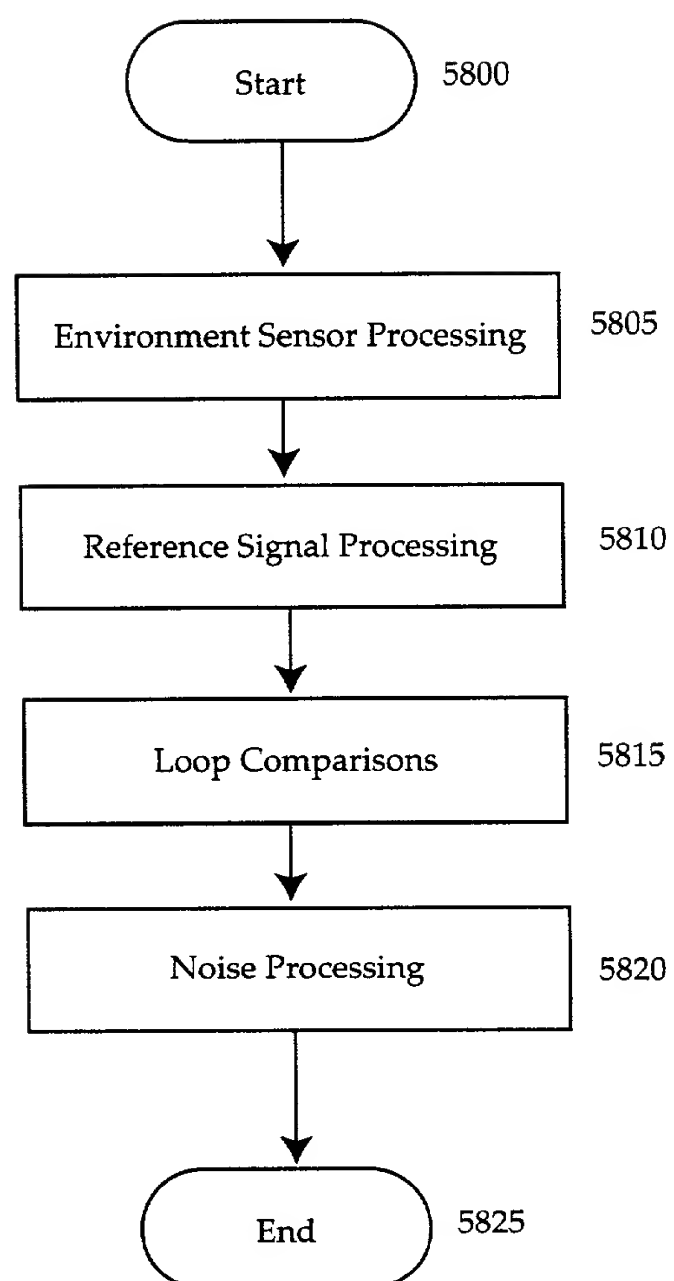 Start 5800
Environment Sensor Processing 5805
Reference Signal Processing 5810
Loop Comparisons 5815
Noise Processing 5820
End 5825